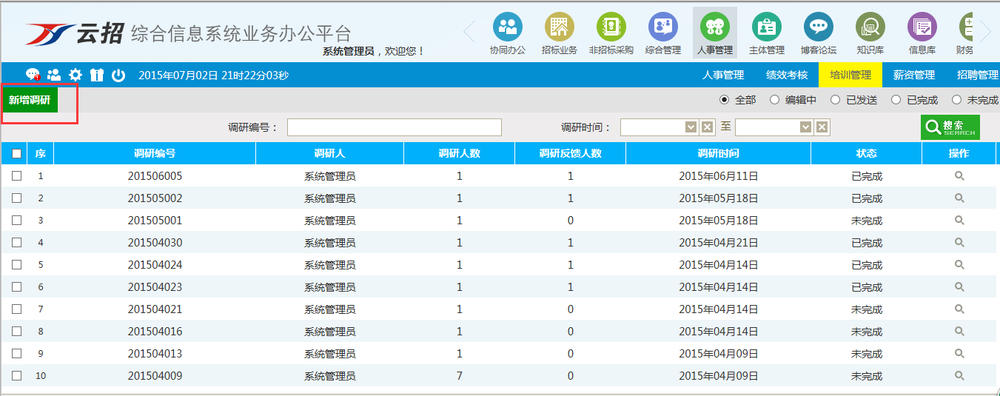 云招 综合信息系统业务办公平台
系统管理员，欢迎您！
协同办公 招标业务 非招标采购 综合管理 人事管理 主体管理 博客论坛 知识库 信息库 财务
2015年07月02日 21时22分03秒
人事管理 绩效考核 培训管理 薪资管理 招聘管理
新增调研
全部 编辑中 已发送 已完成 未完成
调研编号： 调研时间： 至 搜索 SEARCH
序 调研编号 调研人 调研人数 调研反馈人数 调研时间 状态 操作
1 201506005 系统管理员 1 1 2015年06月11日 已完成
2 201505002 系统管理员 1 1 2015年05月18日 已完成
3 201505001 系统管理员 1 0 2015年05月18日 未完成
4 201504030 系统管理员 1 1 2015年04月21日 已完成
5 201504024 系统管理员 1 1 2015年04月14日 已完成
6 201504023 系统管理员 1 1 2015年04月14日 已完成
7 201504021 系统管理员 1 0 2015年04月14日 未完成
8 201504016 系统管理员 1 0 2015年04月14日 未完成
9 201504013 系统管理员 1 0 2015年04月09日 未完成
10 201504009 系统管理员 7 0 2015年04月09日 未完成